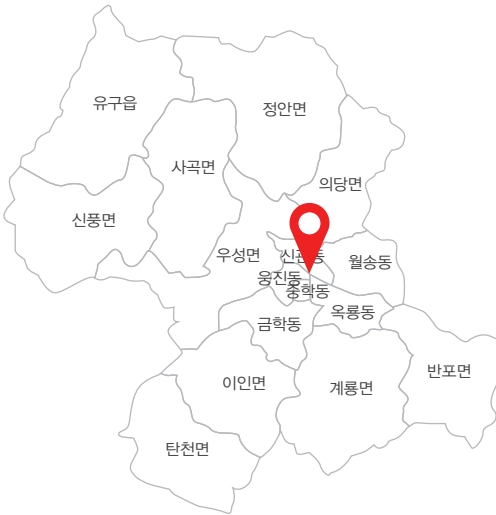 유구읍
정안면
사곡면
의당면
신풍면
우성면
신관동
월송동
웅진동
중학동
옥룡동
금학동
반포면
이인면
계룡면
탄천면